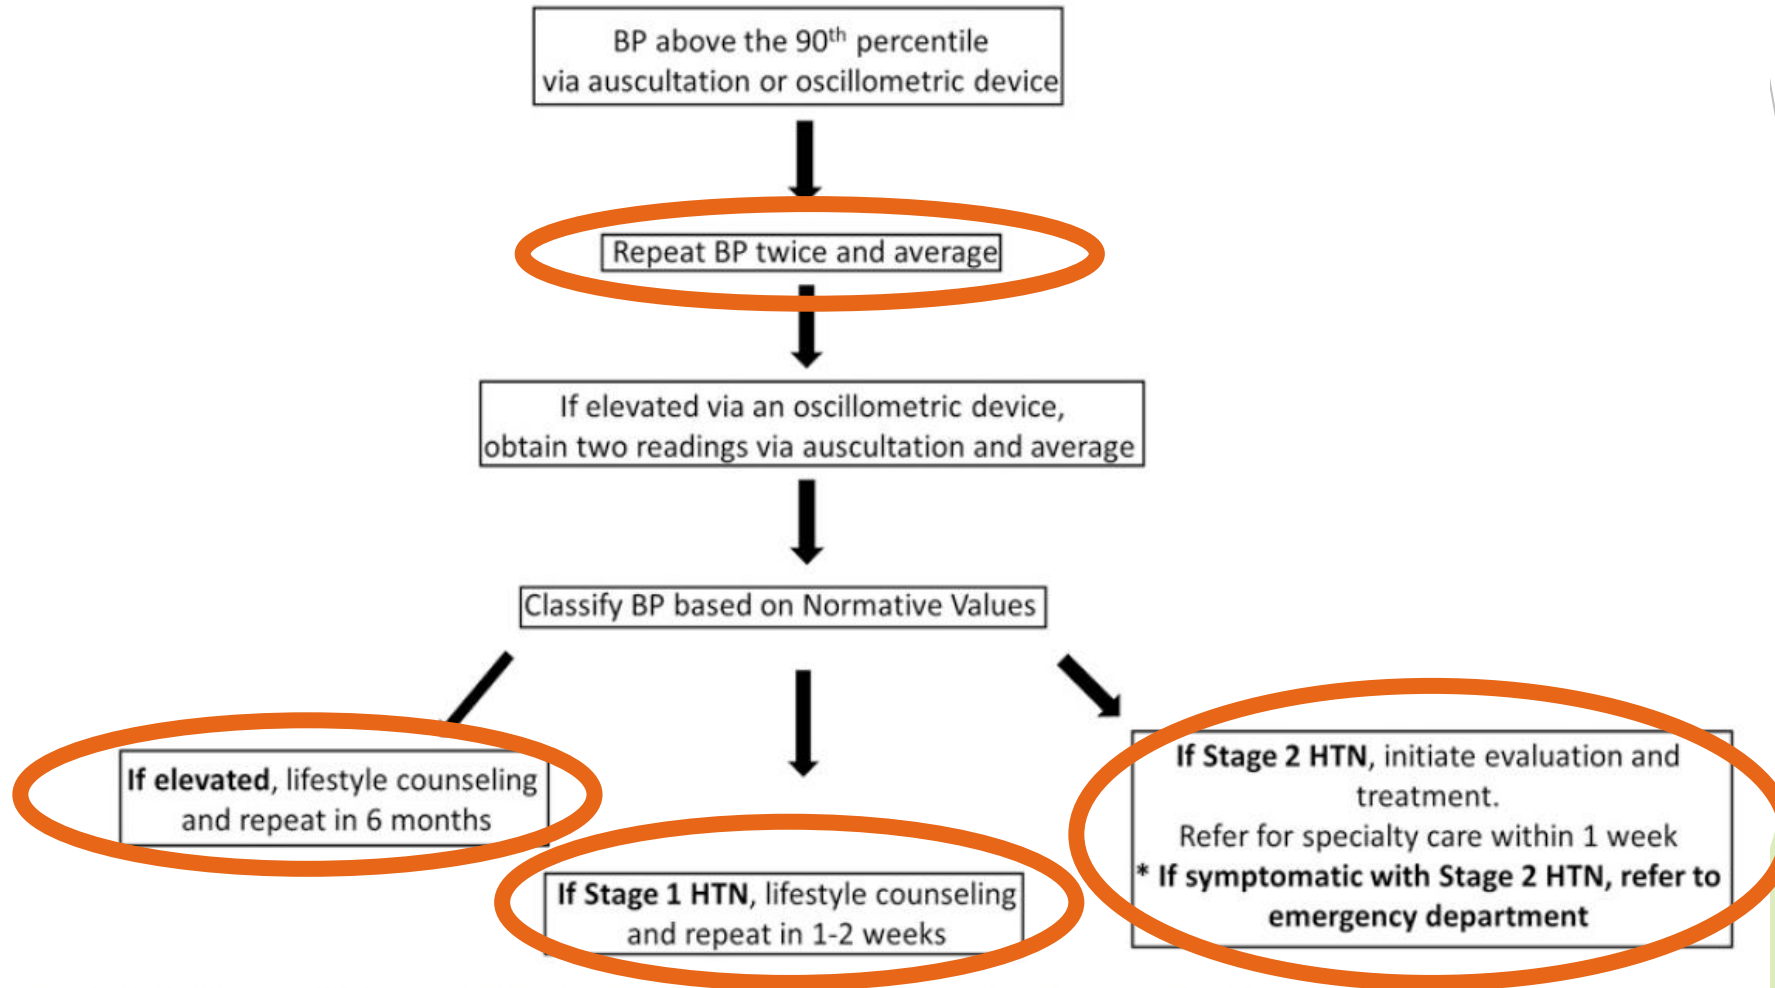 BP above the 90th percentile
via auscultation or oscillometric device
Repeat BP twice and average
If elevated via an oscillometric device,
obtain two readings via auscultation and average
Classify BP based on Normative Values
If elevated, lifestyle counseling
and repeat in 6 months
If Stage 1 HTN, lifestyle counseling
and repeat in 1-2 weeks
If Stage 2 HTN, initiate evaluation and
treatment.
Refer for specialty care within 1 week
* If symptomatic with Stage 2 HTN, refer to
emergency department